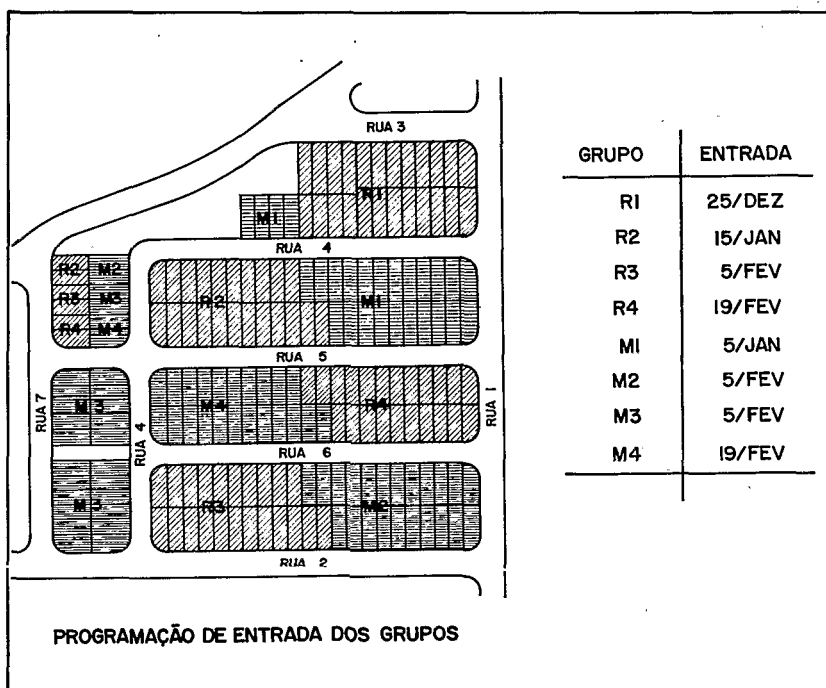 RUA 3
R1
M1
RUA 4
R2 M2
R3 M3
R4 M4
R2 M1
RUA 5
RUA 7
M 3
RUA 4
M4 R4
RUA 1
RUA 6
M 3
R3 M2
RUA 2
GRUPO ENTRADA
R1 25/DEZ
R2 15/JAN
R3 5/FEV
R4 19/FEV
M1 5/JAN
M2 5/FEV
M3 5/FEV
M4 19/FEV
PROGRAMAÇÃO DE ENTRADA DOS GRUPOS